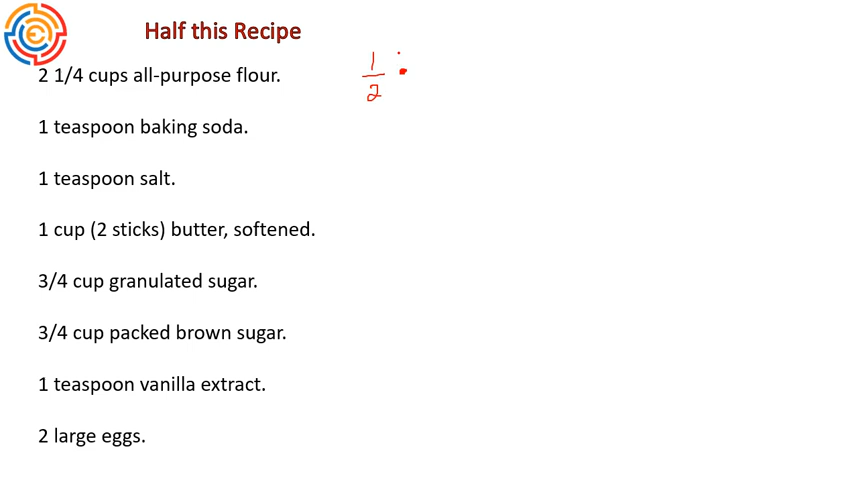 Half this Recipe
2 1/4 cups all-purpose flour.
1/2 ·
1 teaspoon baking soda.
1 teaspoon salt.
1 cup (2 sticks) butter, softened.
3/4 cup granulated sugar.
3/4 cup packed brown sugar.
1 teaspoon vanilla extract.
2 large eggs.